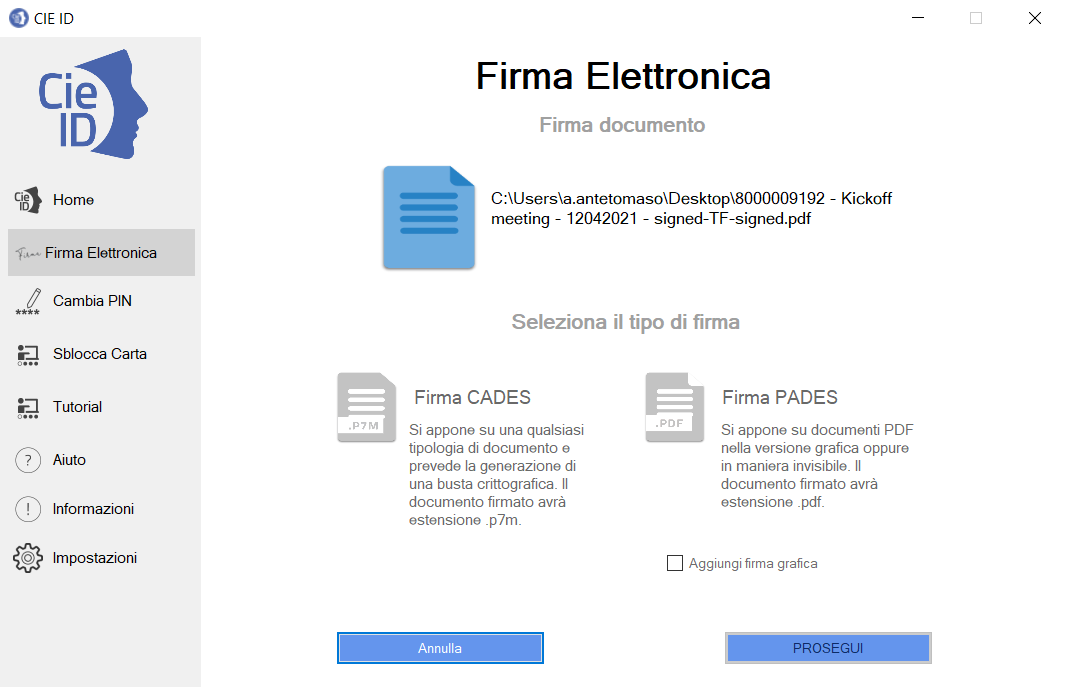 CIE ID
Cie
ID
Cie
ID
Home
Firma
Firma Elettronica
Cambia PIN
Sblocca Carta
Tutorial
?
Aiuto
!
Informazioni
Impostazioni
Firma Elettronica
Firma documento
C:\Users\a.antetomaso\Desktop\8000009192 - Kickoff
meeting - 12042021 - signed-TF-signed.pdf
Seleziona il tipo di firma
.P7M
Firma CADES
Si appone su una qualsiasi
tipologia di documento e
prevede la generazione di
una busta crittografica. Il
documento firmato avrà
estensione .p7m.
.PDF
Firma PADES
Si appone su documenti PDF
nella versione grafica oppure
in maniera invisibile. Il
documento firmato avrà
estensione .pdf.
Aggiungi firma grafica
Annulla
PROSEGUI